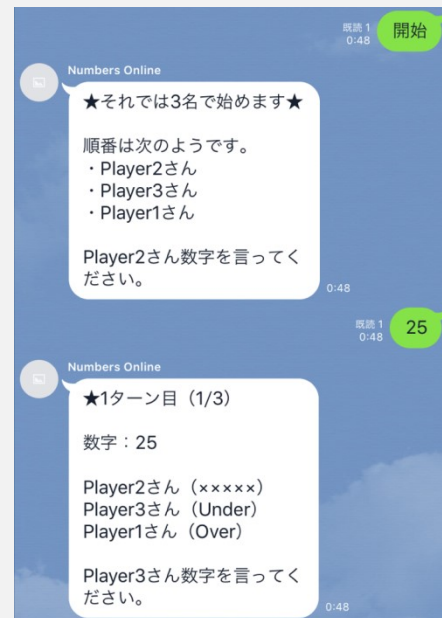 既読 1
0:48
開始
Numbers Online
★それでは3名で始めます★
順番は次のようです。
・Player2さん
・Player3さん
・Player1さん
Player2さん数字を言ってく
ださい。
0:48
既読 1
0:48
25
Numbers Online
★1ターン目（1/3）
数字：25
Player2さん（×××××）
Player3さん（Under）
Player1さん（Over）
Player3さん数字を言ってく
ださい。
0:48